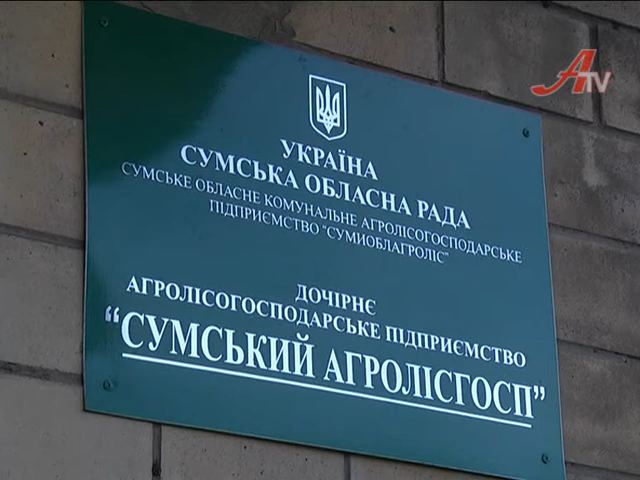 ATV
УКРАЇНА
СУМСЬКА ОБЛАСНА РАДА
СУМСЬКЕ ОБЛАСНЕ КОМУНАЛЬНЕ АГРОЛІСОГОСПОДАРСЬКЕ
ПІДПРИЄМСТВО "СУМИОБЛАГРОЛІС"
ДОЧІРНЄ
АГРОЛІСОГОСПОДАРСЬКЕ ПІДПРИЄМСТВО
“СУМСЬКИЙ АГРОЛІСГОСП”